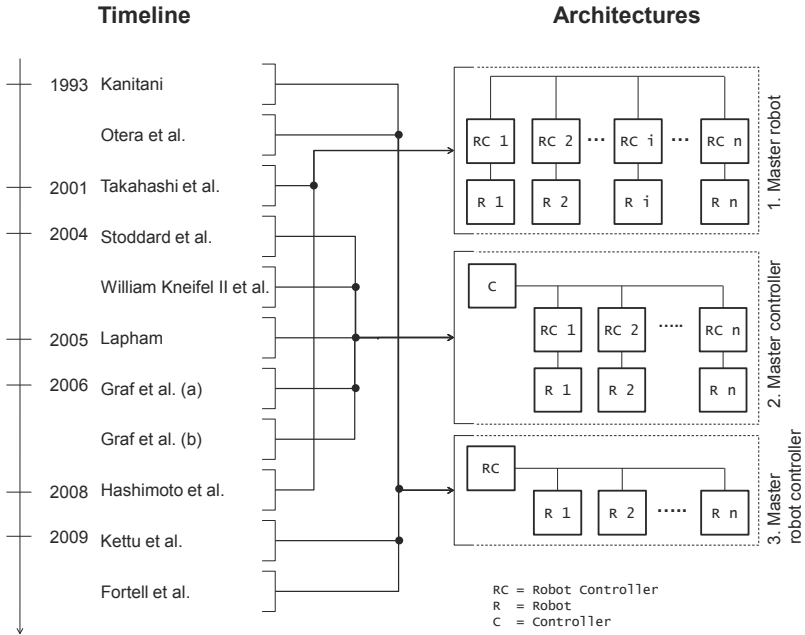 Timeline
Architectures
1993 Kanitani
Otera et al.
2001 Takahashi et al.
2004 Stoddard et al.
William Kneifel II et al.
2005 Lapham
2006 Graf et al. (a)
Graf et al. (b)
2008 Hashimoto et al.
2009 Kettu et al.
Fortell et al.
RC 1 RC 2 ... RC i ... RC n
R 1 R 2 R i R n
1. Master robot
C
RC 1 RC 2 ..... RC n
R 1 R 2 R n
2. Master controller
RC
R 1 R 2 ..... R n
3. Master
robot controller
RC = Robot Controller
R = Robot
C = Controller